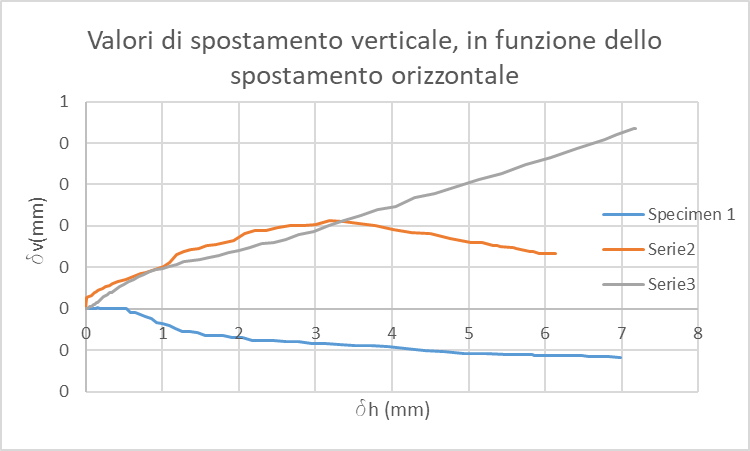 Valori di spostamento verticale, in funzione dello
spostamento orizzontale
1
0
0
0
0
0
0
0
0 1 2 3 4 5 6 7 8
δv(mm)
δh (mm)
Specimen 1
Serie2
Serie3